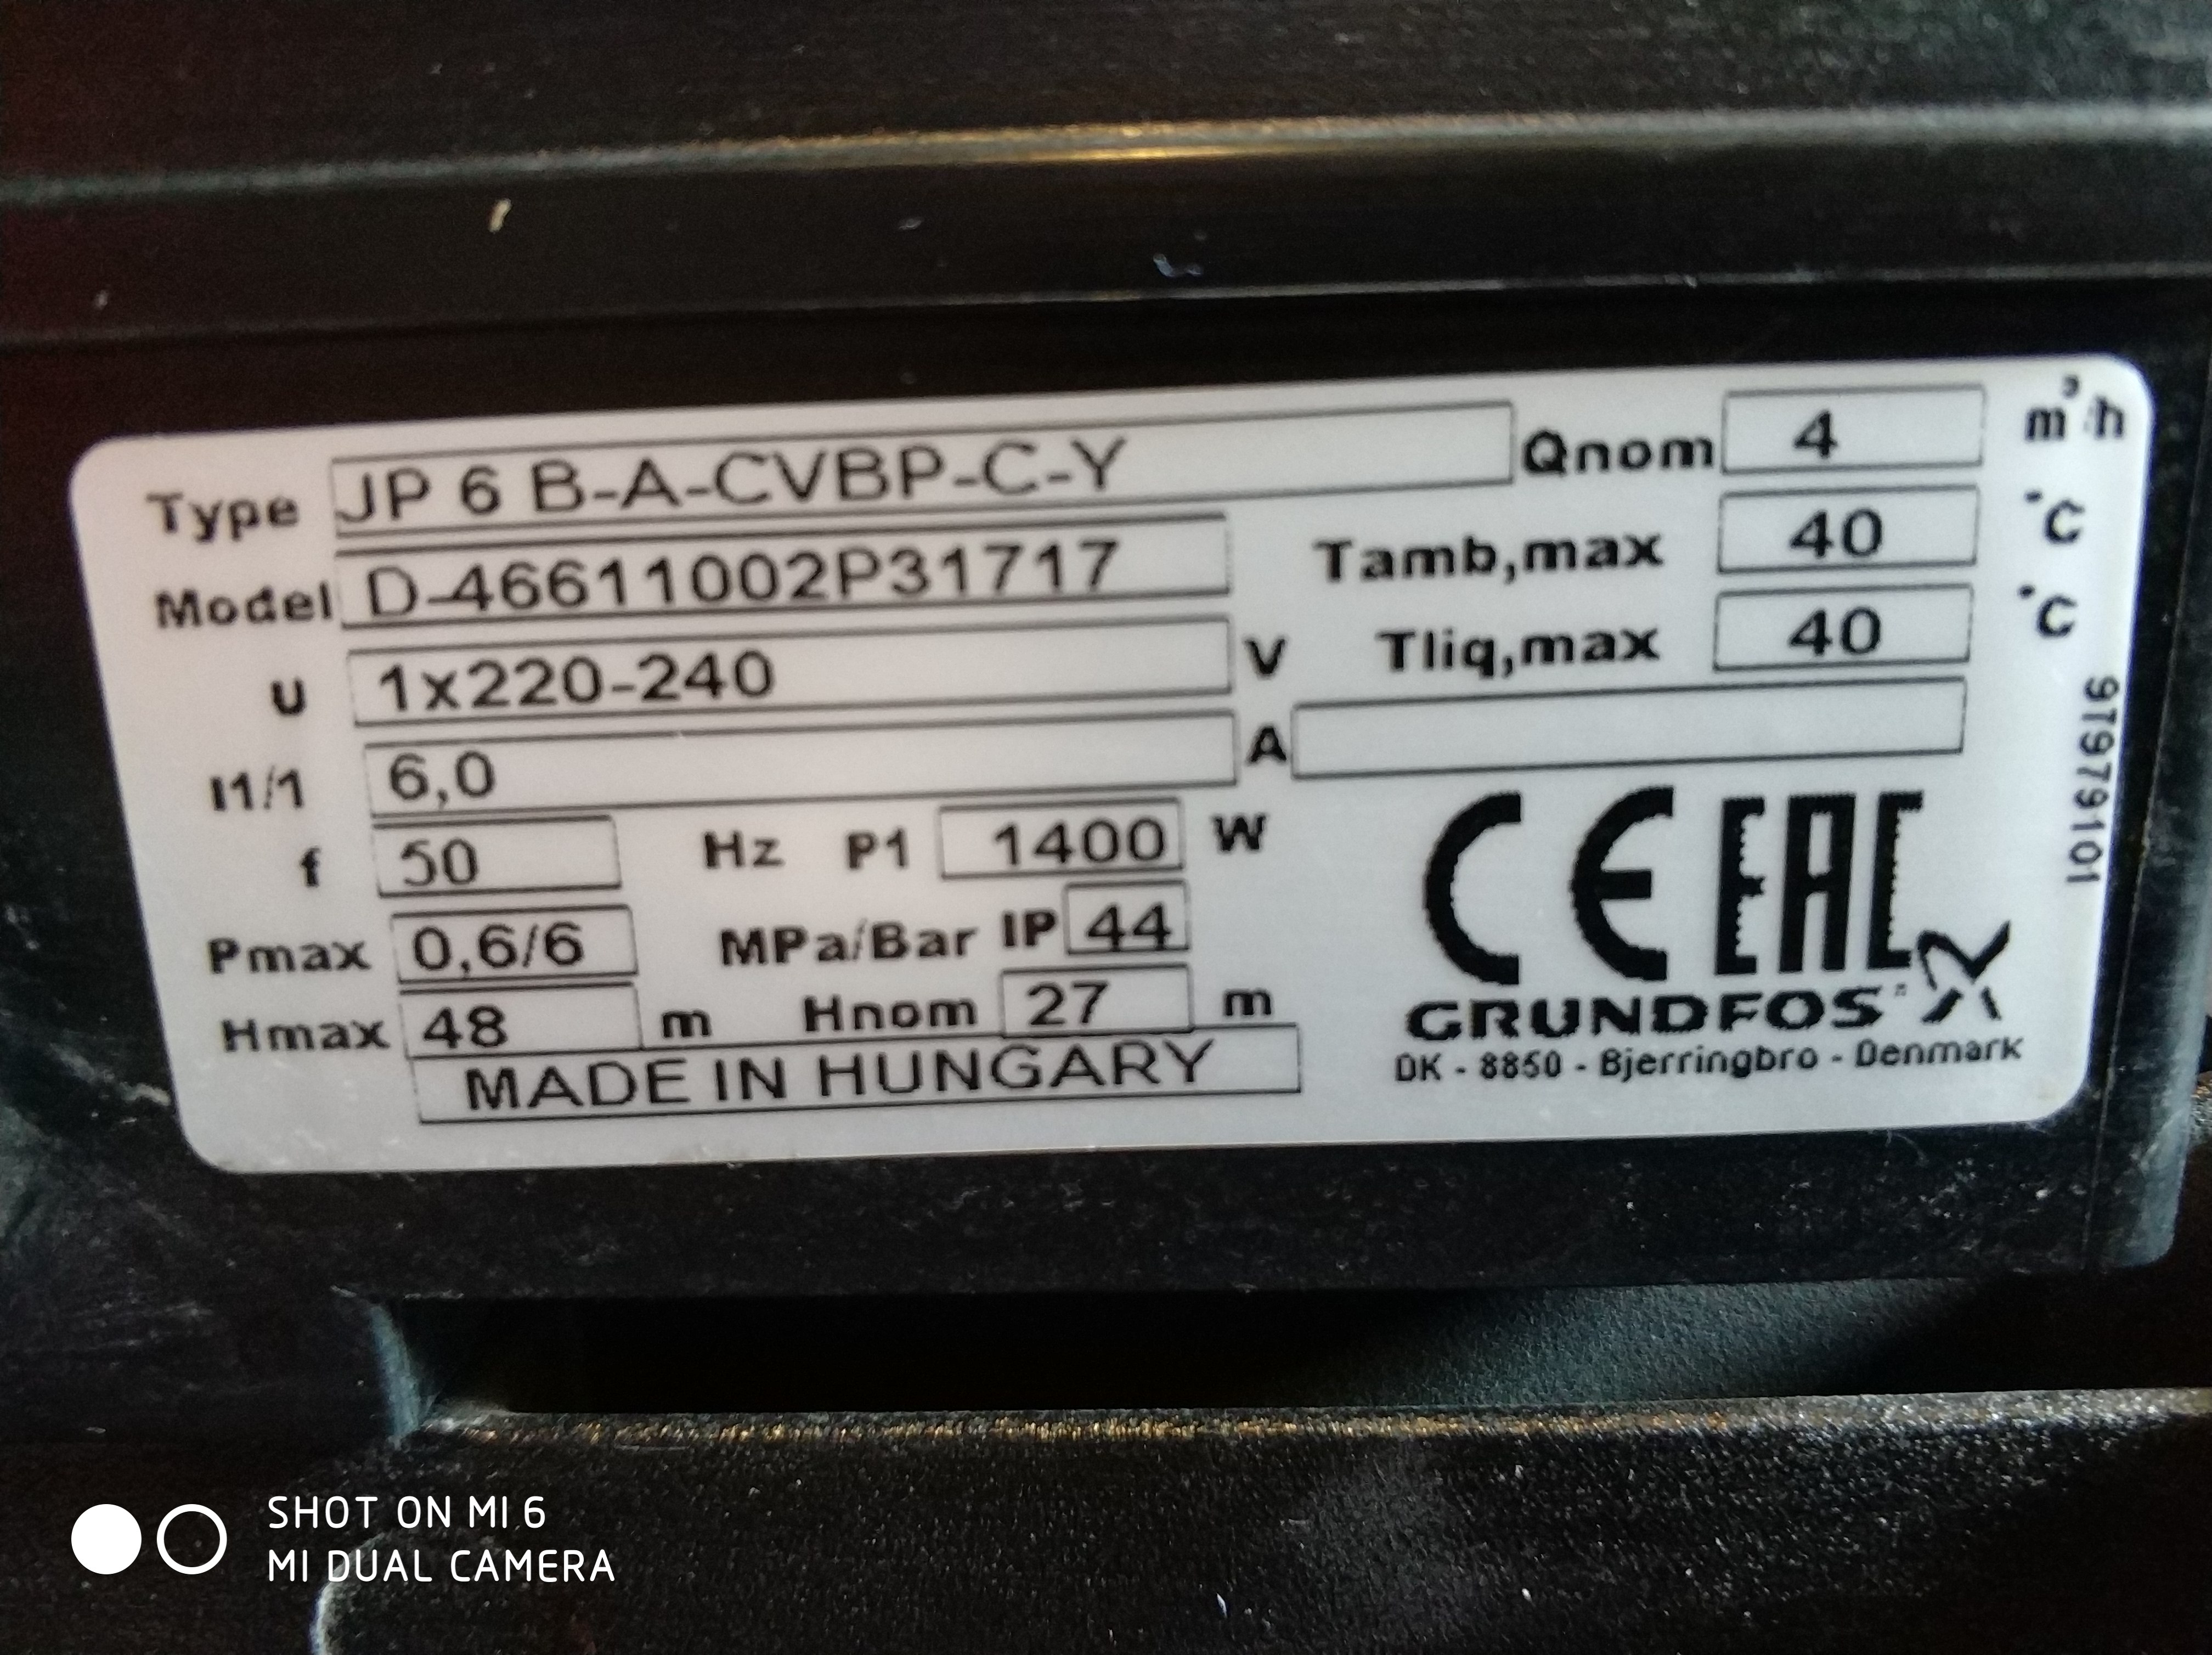 Type JP 6 B-A-CVBP-C-Y Qnom 4 m³/h
Model D-46611002P31717 Tamb,max 40 °C
U 1x220-240 V Tliq,max 40 °C
I1/1 6,0 A
f 50 Hz P1 1400 W
Pmax 0,6/6 MPa/Bar IP 44
Hmax 48 m Hnom 27 m
MADE IN HUNGARY
CE EAC
GRUNDFOS
DK - 8850 - Bjerringbro - Denmark
97979101
SHOT ON MI 6
MI DUAL CAMERA